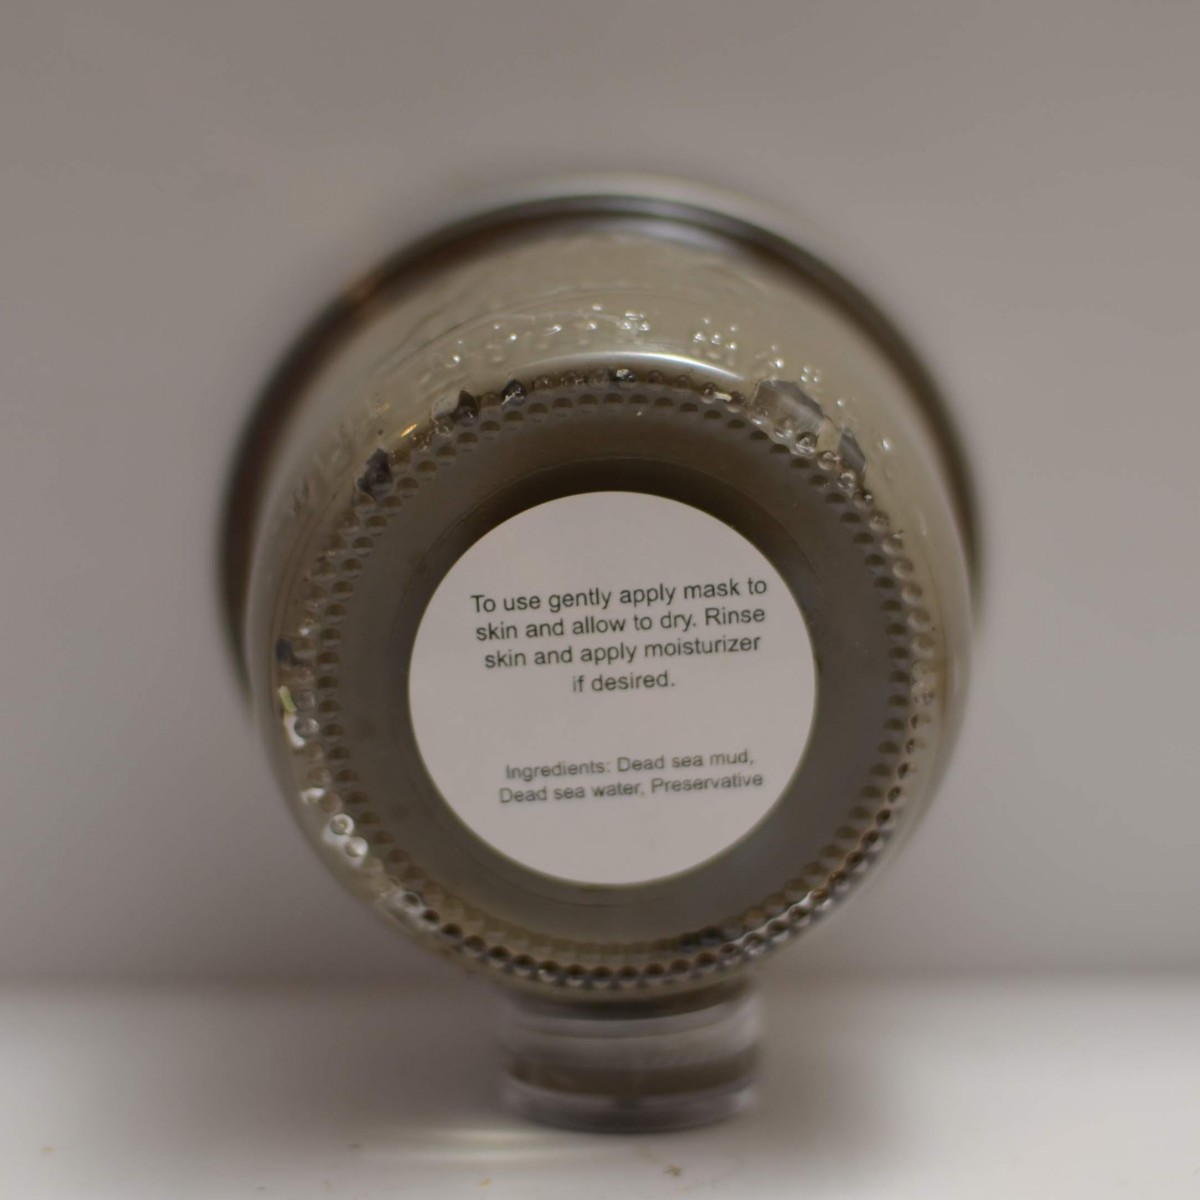 To use gently apply mask to
skin and allow to dry. Rinse
skin and apply moisturizer
if desired.
Ingredients: Dead sea mud,
Dead sea water, Preservative